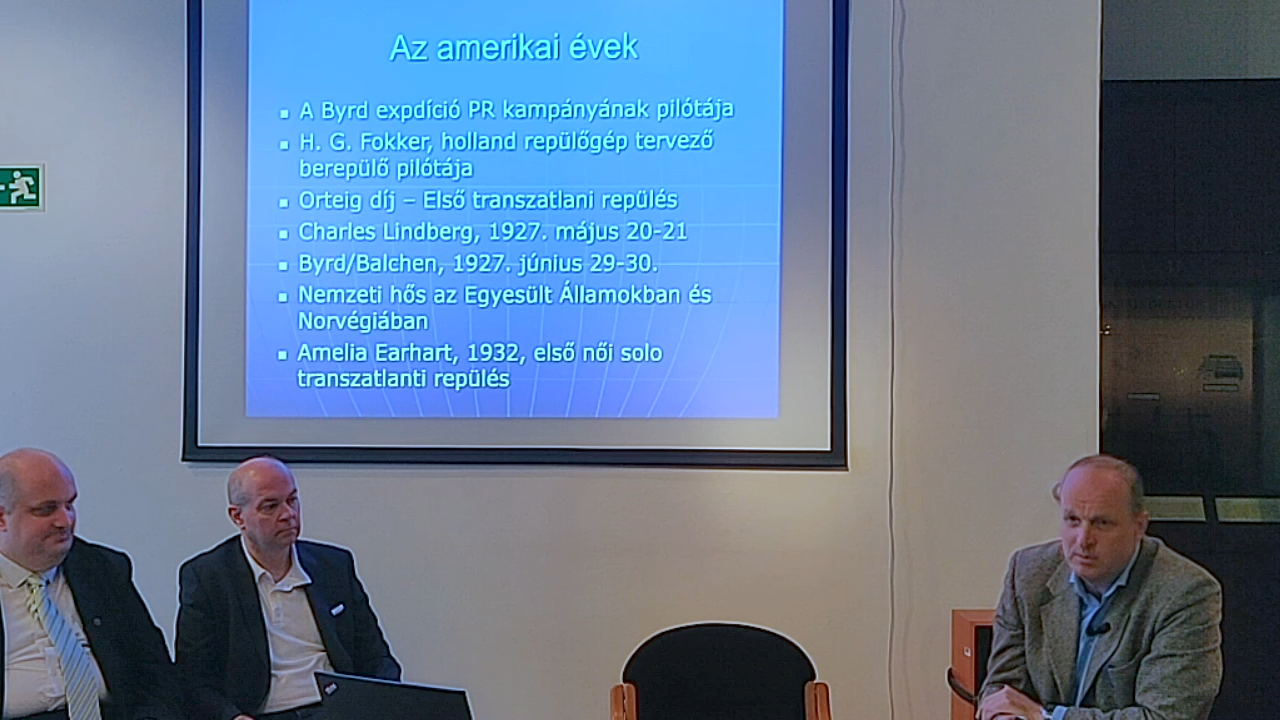 Az amerikai évek
A Byrd expdíció PR kampányának pilótája
H. G. Fokker, holland repülőgép tervező
berepülő pilótája
Orteig díj – Első transzatlani repülés
Charles Lindberg, 1927. május 20-21
Byrd/Balchen, 1927. június 29-30.
Nemzeti hős az Egyesült Államokban és
Norvégiában
Amelia Earhart, 1932, első női solo
transzatlanti repülés